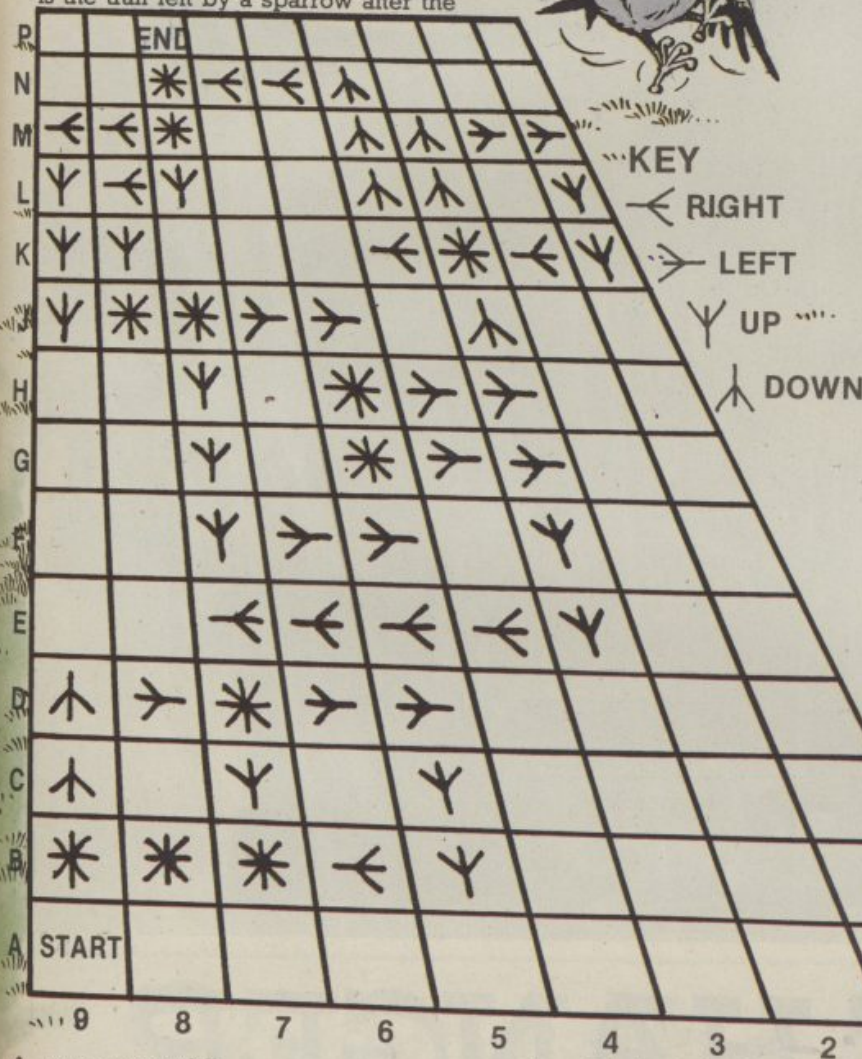 is the trail left by a sparrow after the
P
END
N
M
KEY
L
RIGHT
K
LEFT
J
UP
H
DOWN
G
F
E
D
C
B
A START
9 8 7 6 5 4 3 2